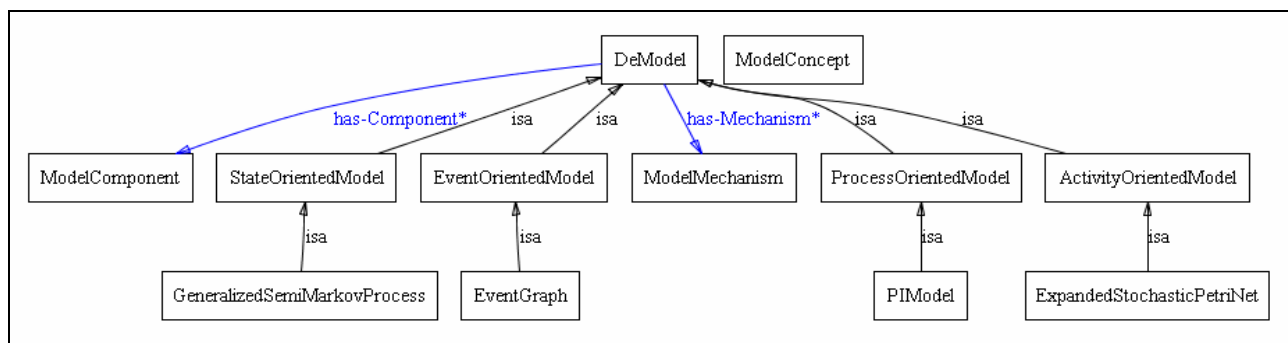 DeModel
ModelConcept
has-Component*
isa
isa
has-Mechanism*
isa
isa
ModelComponent
StateOrientedModel
EventOrientedModel
ModelMechanism
ProcessOrientedModel
ActivityOrientedModel
isa
isa
isa
isa
GeneralizedSemiMarkovProcess
EventGraph
PIModel
ExpandedStochasticPetriNet